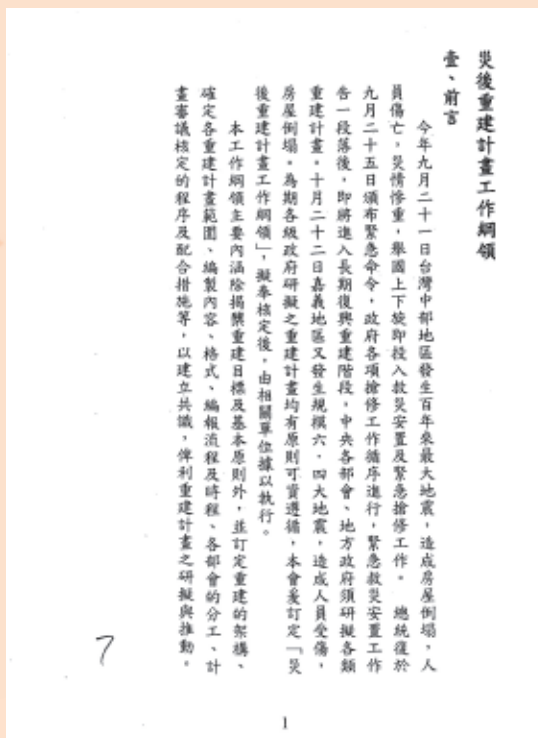 災後重建計畫工作綱領
壹、前言
今年九月二十一日台灣中部地區發生百年來最大地震，造成房屋倒塌，人
員傷亡，災情慘重，舉國上下旋即投入救災安置及緊急搶修工作。 總統復於
九月二十五日頒布緊急命令，政府各項搶修工作循序進行，緊急救災安置工作
告一段落後，即將進入長期復興重建階段，中央各部會、地方政府須研擬各類
重建計畫。十月二十二日嘉義地區又發生規模六．四大地震，造成人員受傷，
房屋倒塌。為期各級政府研擬之重建計畫均有原則可資遵循，本會爰訂定「災
後重建計畫工作綱領」，擬奉核定後，由相關單位據以執行。
本工作綱領主要內涵除揭櫫重建目標及基本原則外，並訂定重建的架構、
確定各重建計畫範圍、編製內容、格式、編報流程及時程、各部會的分工、計
畫審議核定的程序及配合措施等，以建立共識，俾利重建計畫之研擬與推動。
7
1